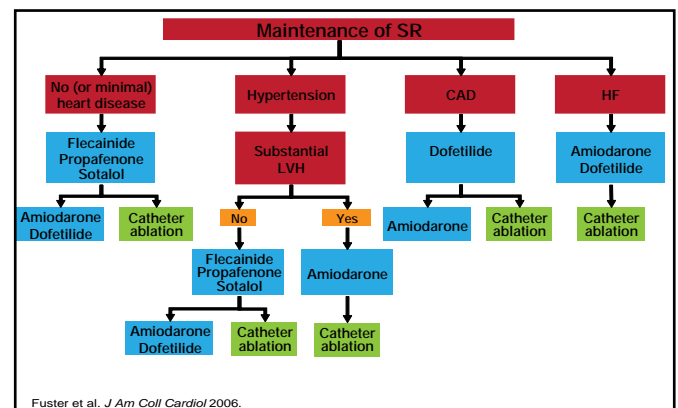 Maintenance of SR
No (or minimal)
heart disease
Hypertension
CAD
HF
Flecainide
Propafenone
Sotalol
Substantial
LVH
Dofetilide
Amiodarone
Dofetilide
Amiodarone
Dofetilide
Catheter
ablation
No
Yes
Amiodarone
Catheter
ablation
Catheter
ablation
Flecainide
Propafenone
Sotalol
Amiodarone
Amiodarone
Dofetilide
Catheter
ablation
Catheter
ablation
Fuster et al. J Am Coll Cardiol 2006.